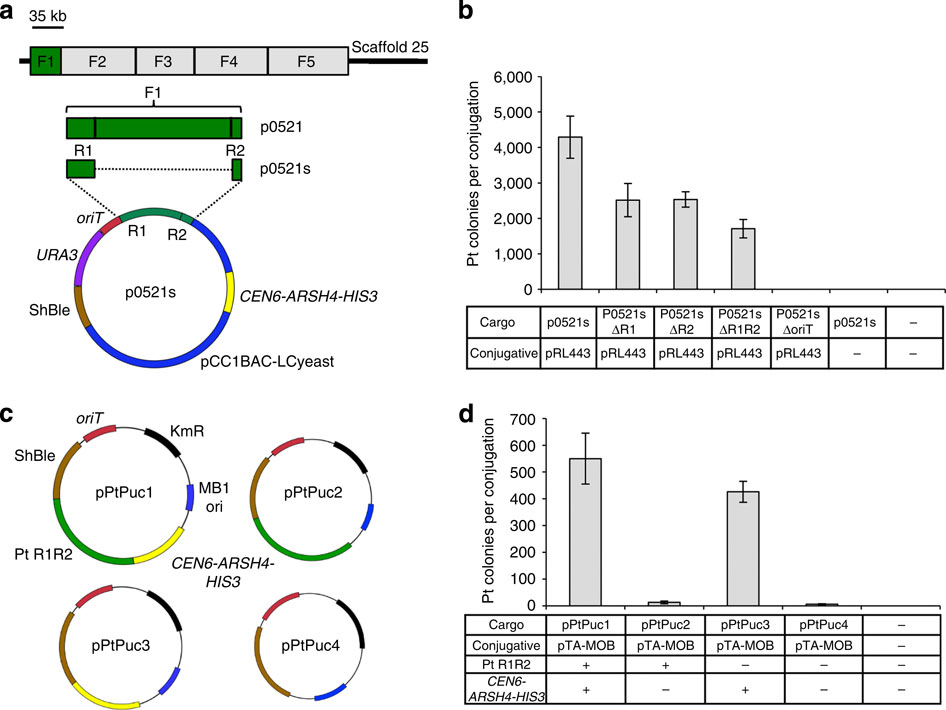 a
35 kb
F1 F2 F3 F4 F5 Scaffold 25
F1
p0521
R1 R2
p0521s
oriT
R1 R2
URA3
p0521s
CEN6-ARSH4-HIS3
ShBle
pCC1BAC-LCyeast
b
Pt colonies per conjugation
6,000
5,000
4,000
3,000
2,000
1,000
0
Cargo p0521s P0521s ΔR1 P0521s ΔR2 P0521s ΔR1R2 P0521s ΔoriT p0521s –
Conjugative pRL443 pRL443 pRL443 pRL443 pRL443 – –
c
oriT
KmR
ShBle
pPtPuc1
MB1
ori
Pt R1R2
CEN6-ARSH4-
HIS3
pPtPuc2
pPtPuc3
pPtPuc4
d
Pt colonies per conjugation
700
600
500
400
300
200
100
0
Cargo pPtPuc1 pPtPuc2 pPtPuc3 pPtPuc4 –
Conjugative pTA-MOB pTA-MOB pTA-MOB pTA-MOB –
Pt R1R2 + + – – –
CEN6-
ARSH4-HIS3 + – + – –